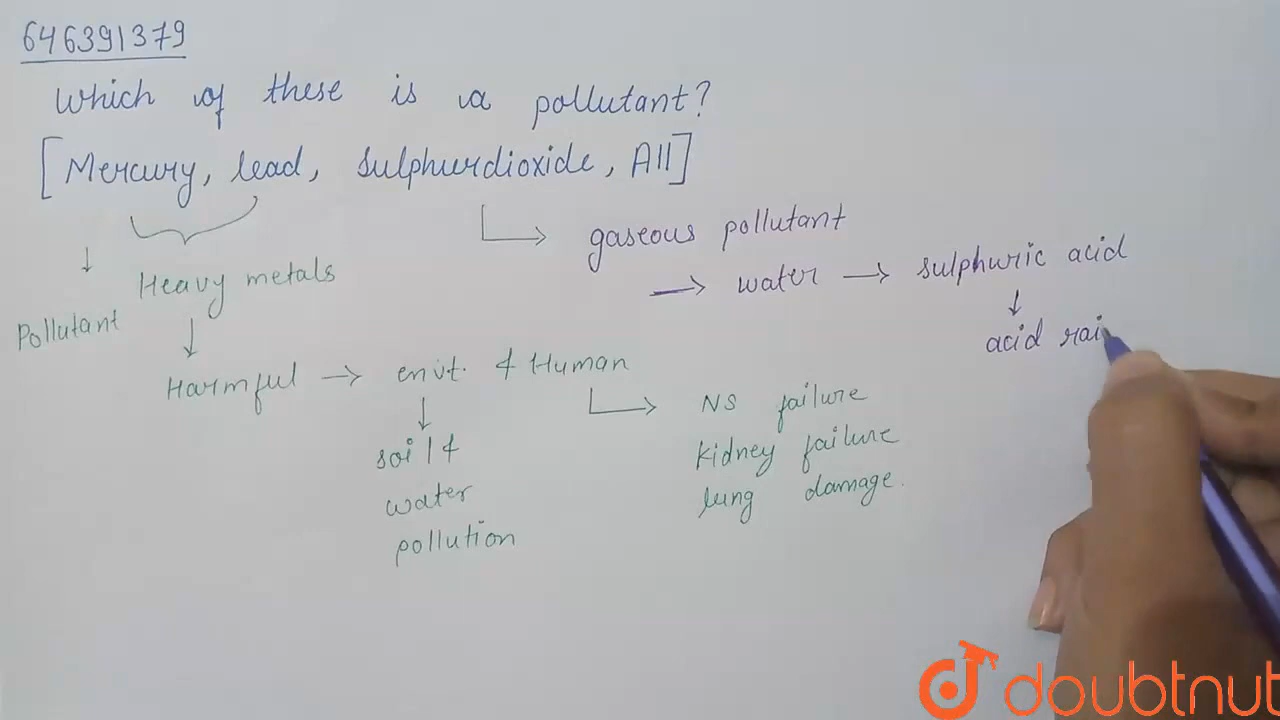 646391379
Which of these is a pollutant?
[Mercury, lead, sulphurdioxide, All]
gaseous pollutant
→ water → sulphuric acid
↓
acid rai
↓
Pollutant
Heavy metals
↓
Harmful → envt. & Human
↓
soil &
water
pollution
NS failure
kidney failure
lung damage.
doubtnut